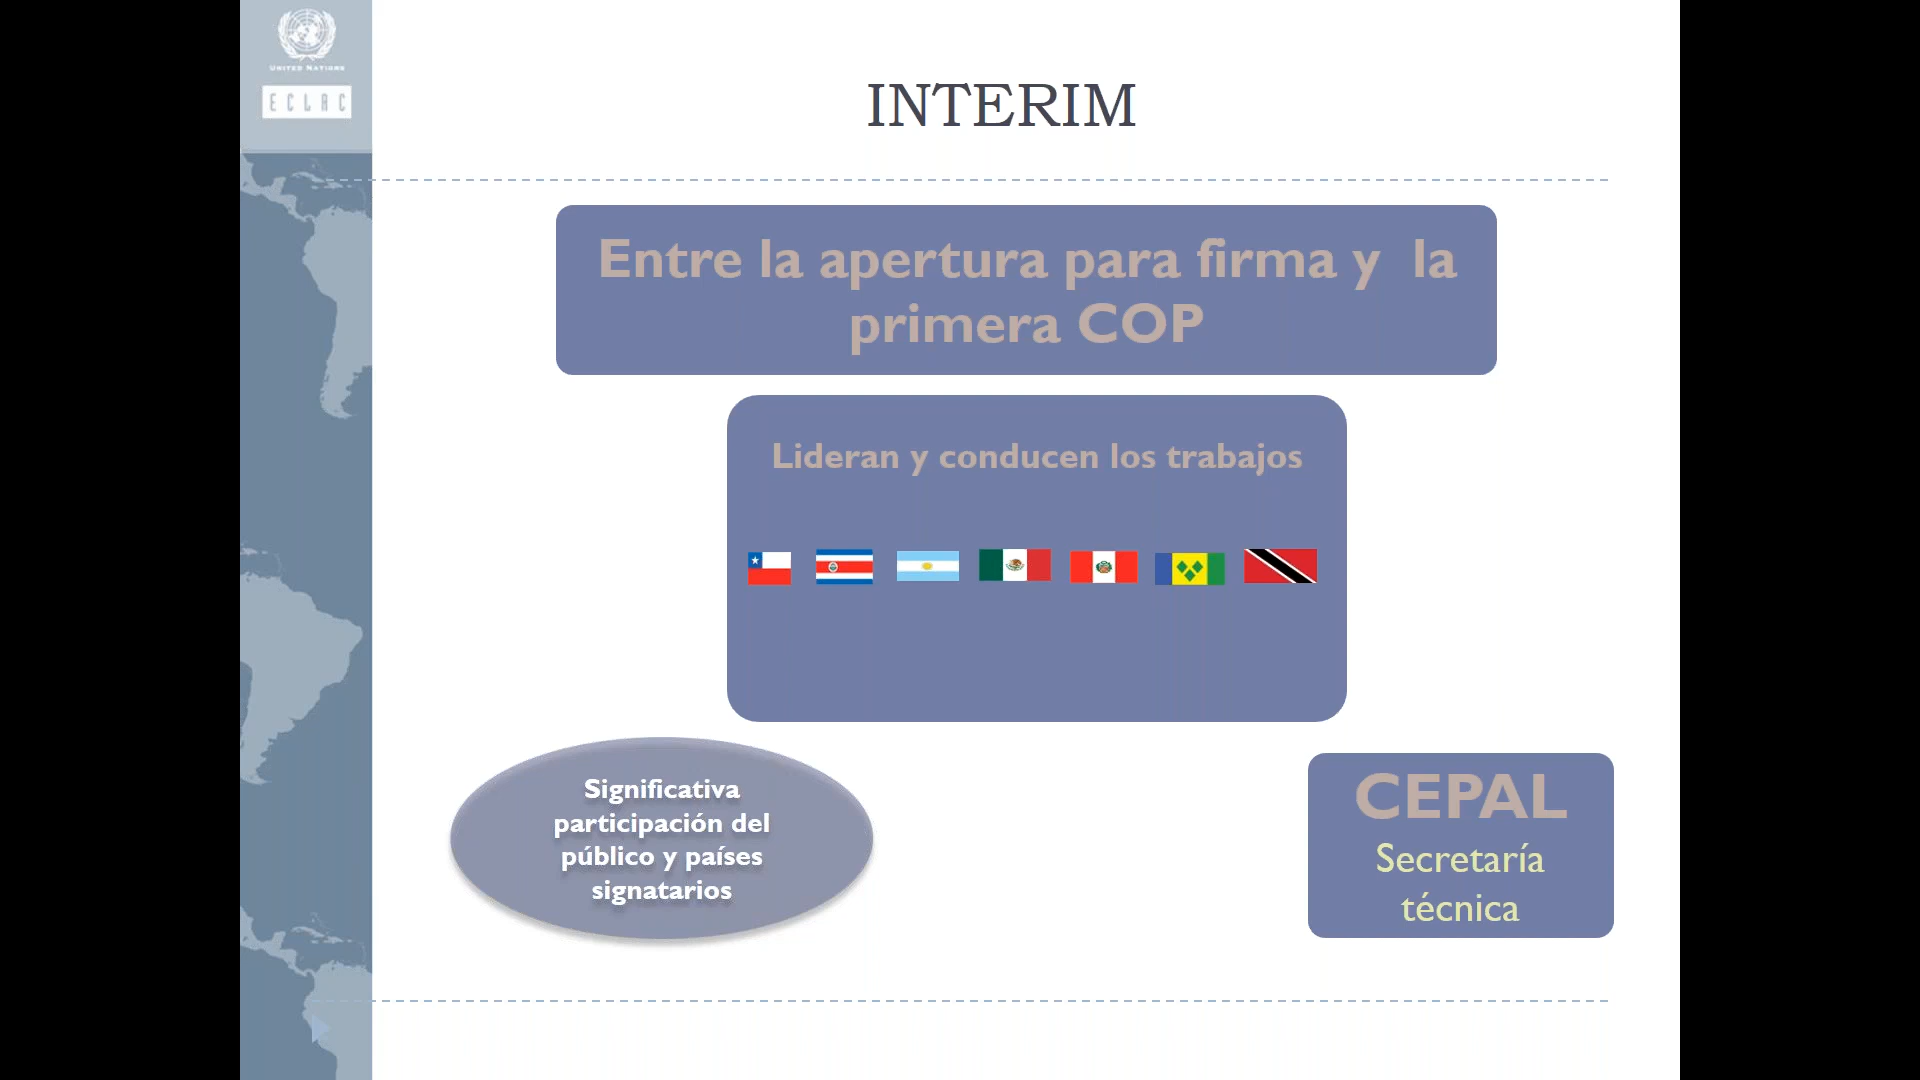 UNITED NATIONS
ECLAC
INTERIM
Entre la apertura para firma y la
primera COP
Lideran y conducen los trabajos
Significativa
participación del
público y países
signatarios
CEPAL
Secretaría
técnica